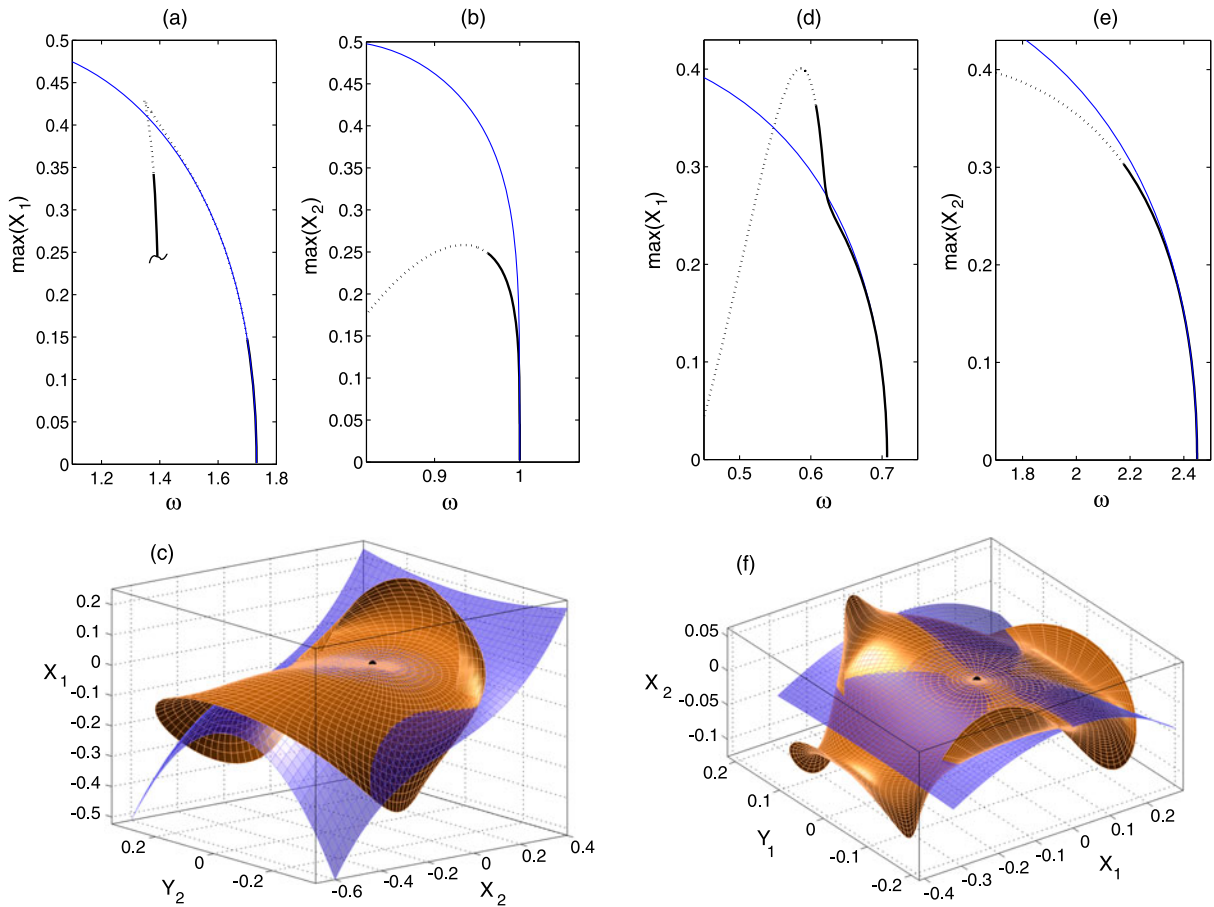 (a)
(b)
(d)
(e)
max(X1)
0.5
0.45
0.4
0.35
0.3
0.25
0.2
0.15
0.1
0.05
0
1.2 1.4 1.6 1.8
ω
max(X2)
0.5
0.45
0.4
0.35
0.3
0.25
0.2
0.15
0.1
0.05
0
0.9 1
ω
max(X1)
0.4
0.3
0.2
0.1
0
0.5 0.6 0.7
ω
max(X2)
0.4
0.3
0.2
0.1
0
1.8 2 2.2 2.4
ω
(c)
X1
0.2
0.1
0
-0.1
-0.2
-0.3
-0.4
-0.5
0.2 0 -0.2
Y2
-0.6 -0.4 -0.2 0 0.2 0.4
X2
(f)
X2
0.05
0
-0.05
-0.1
0.2 0.1 0 -0.1 -0.2
Y1
-0.4 -0.3 -0.2 -0.1 0 0.1 0.2
X1